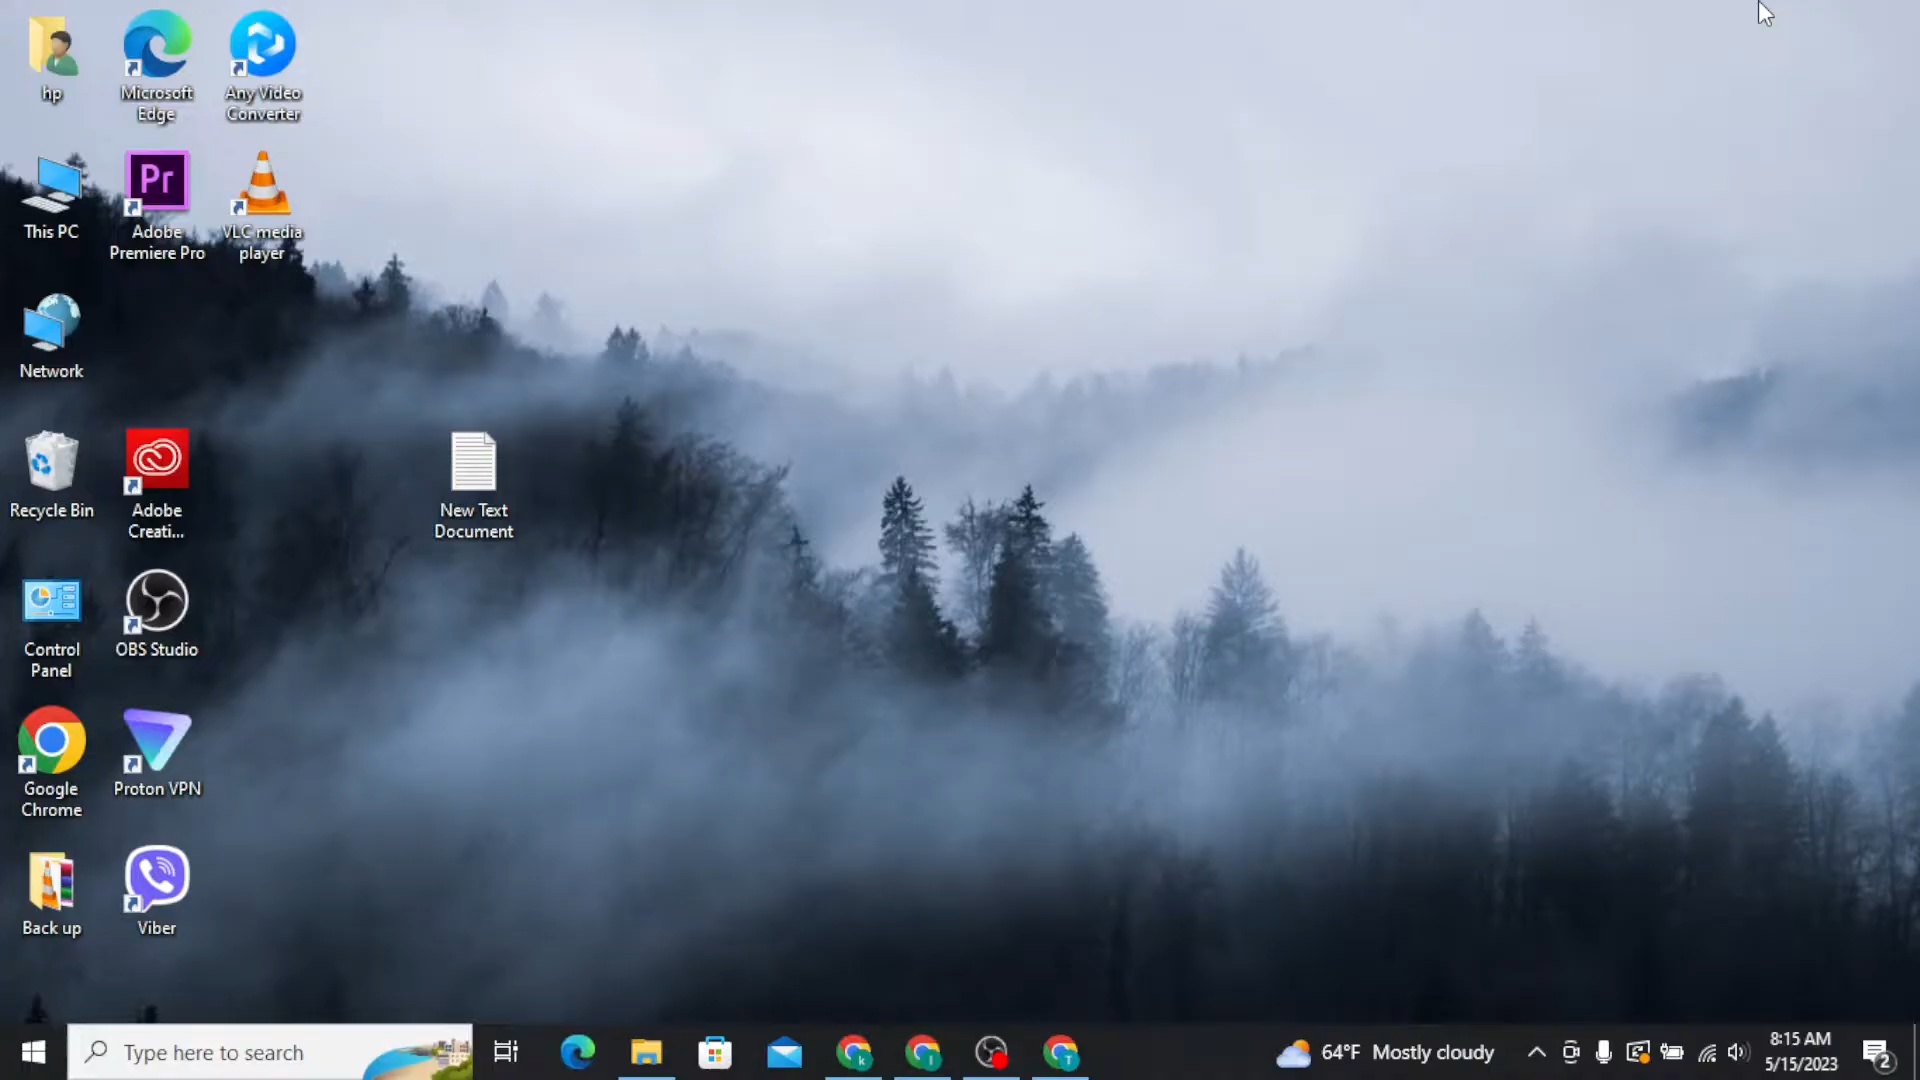 hp
Microsoft
Edge
Any Video
Converter
This PC
Pr
Adobe
Premiere Pro
VLC media
player
Network
Recycle Bin
Adobe
Creati...
New Text
Document
Control
Panel
OBS Studio
Google
Chrome
Proton VPN
Back up
Viber
Type here to search
k
l
T
64°F Mostly cloudy
8:15 AM
5/15/2023
2